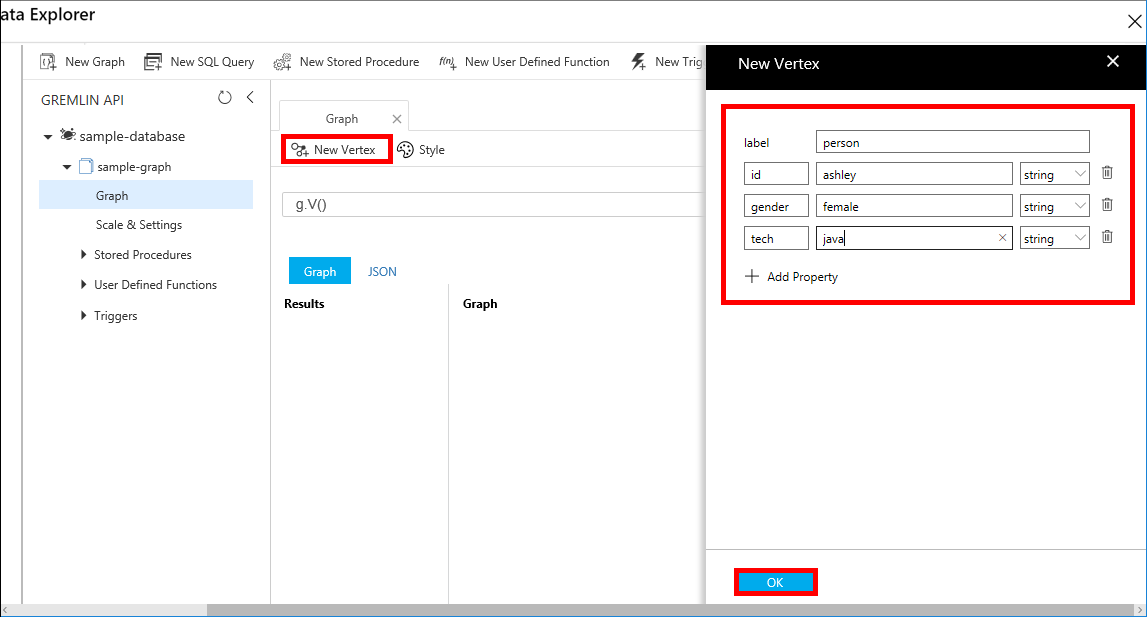 ata Explorer
New Graph New SQL Query New Stored Procedure New User Defined Function New Trig
GREMLIN API
sample-database
sample-graph
Graph
Scale & Settings
Stored Procedures
User Defined Functions
Triggers
Graph
New Vertex Style
g.V()
Graph JSON
Results Graph
New Vertex
label person
id ashley string
gender female string
tech java string
Add Property
OK